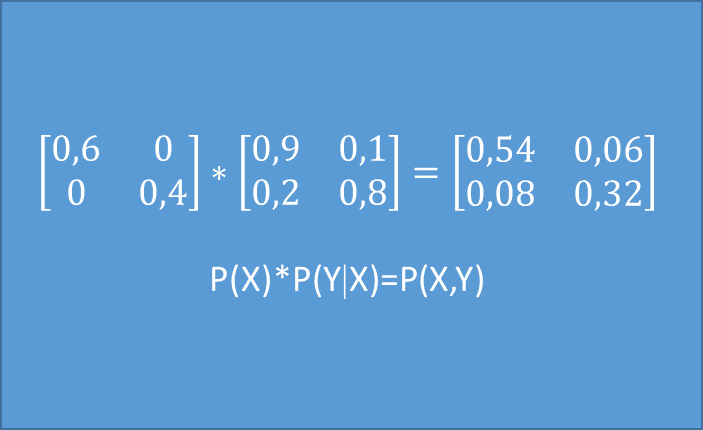 [0,6 0 0 0,4] * [0,9 0,1 0,2 0,8] = [0,54 0,06 0,08 0,32]
P(X)*P(Y|X)=P(X,Y)